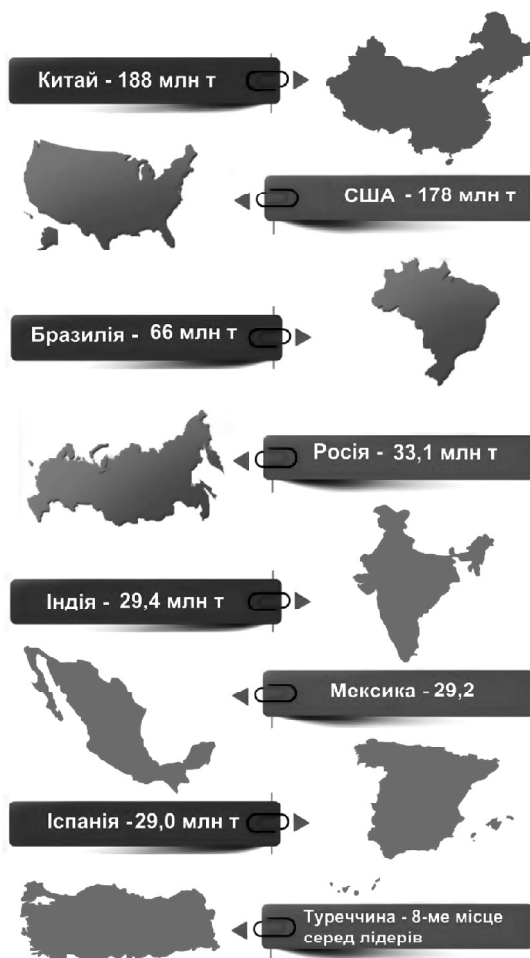 Китай - 188 млн т
США - 178 млн т
Бразилія - 66 млн т
Росія - 33,1 млн т
Індія - 29,4 млн т
Мексика - 29,2
Іспанія -29,0 млн т
Туреччина - 8-ме місце
серед лідерів